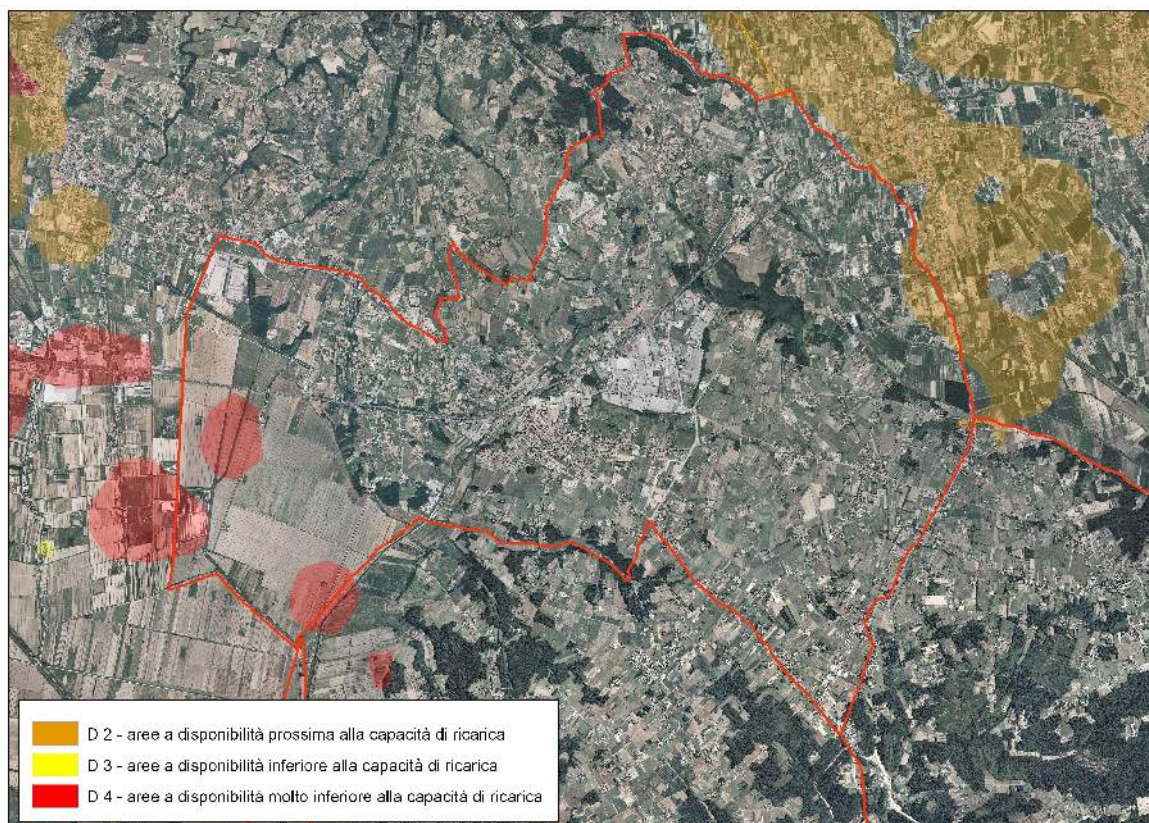 D 2 - aree a disponibilità prossima alla capacità di ricarica
D 3 - aree a disponibilità inferiore alla capacità di ricarica
D 4 - aree a disponibilità molto inferiore alla capacità di ricarica